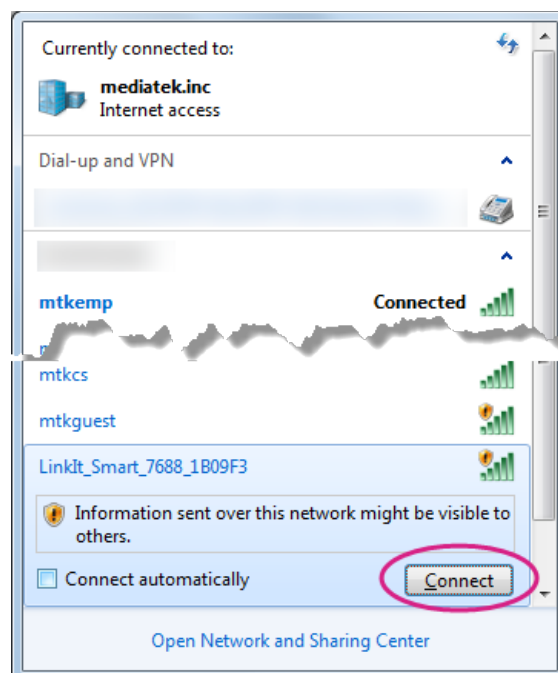 Currently connected to:
mediatek.inc
Internet access
Dial-up and VPN
mtkemp Connected
mtkcs
mtkguest
LinkIt_Smart_7688_1B09F3
Information sent over this network might be visible to
others.
Connect automatically Connect
Open Network and Sharing Center